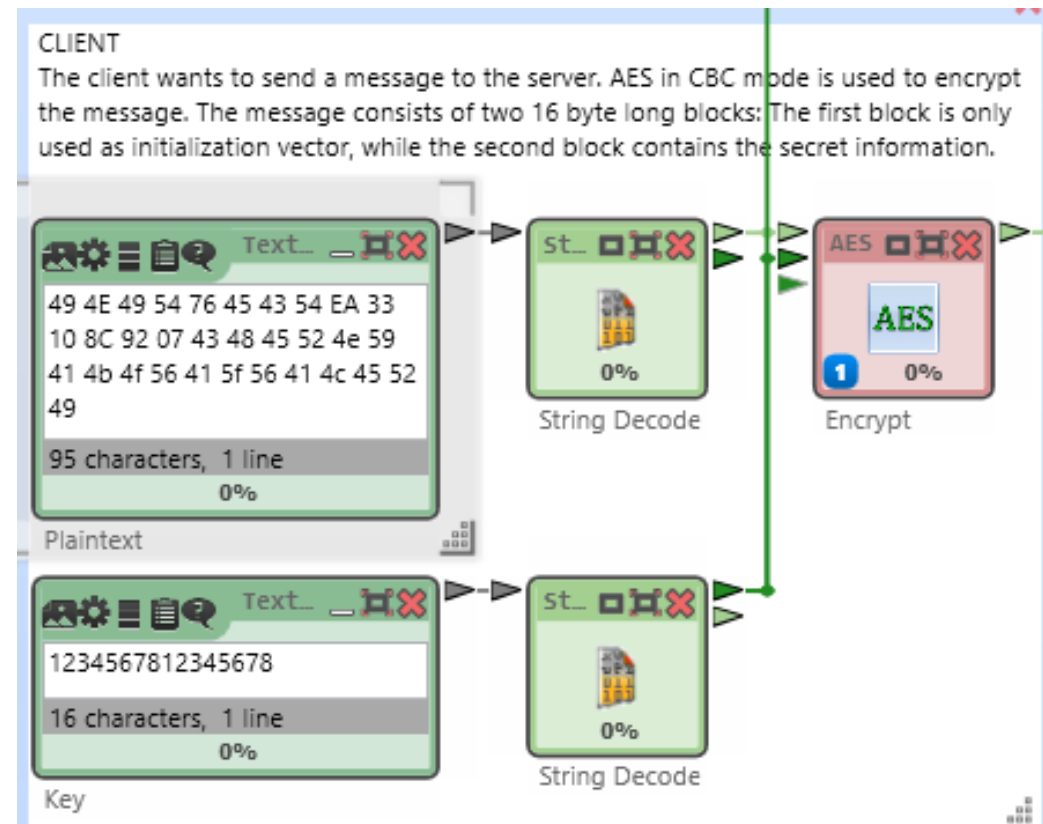 CLIENT
The client wants to send a message to the server. AES in CBC mode is used to encrypt
the message. The message consists of two 16 byte long blocks: The first block is only
used as initialization vector, while the second block contains the secret information.
Text...
49 4E 49 54 76 45 43 54 EA 33
10 8C 92 07 43 48 45 52 4e 59
41 4b 4f 56 41 5f 56 41 4c 45 52
49
95 characters, 1 line
0%
Plaintext
St...
0%
String Decode
AES
AES
1
0%
Encrypt
Text...
1234567812345678
16 characters, 1 line
0%
Key
St...
0%
String Decode